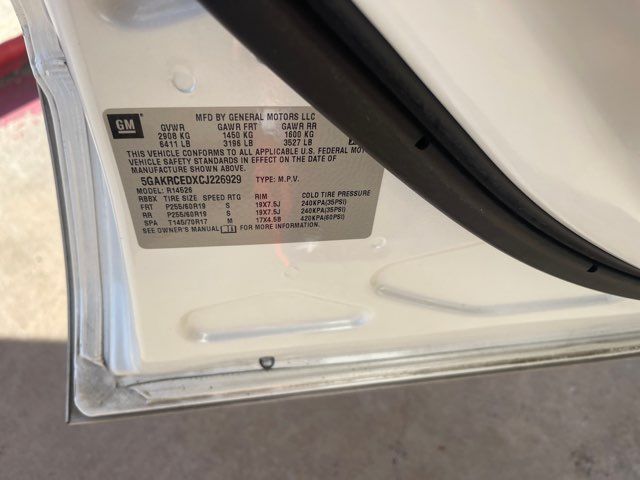 GM
MFD BY GENERAL MOTORS LLC
GVWR GAWR FRT GAWR RR
2908 KG 1450 KG 1600 KG
6411 LB 3196 LB 3527 LB
THIS VEHICLE CONFORMS TO ALL APPLICABLE U.S. FEDERAL MOT
VEHICLE SAFETY STANDARDS IN EFFECT ON THE DATE OF
MANUFACTURE SHOWN ABOVE.
5GAKRCEDXCJ226929 TYPE: M.P.V.
MODEL: R14526
RBBX TIRE SIZE SPEED RTG RIM COLD TIRE PRESSURE
FRT P255/60R19 S 19X7.5J 240KPA(35PSI)
RR P255/60R19 S 19X7.5J 240KPA(35PSI)
SPA T145/70R17 M 17X4.5B 420KPA(60PSI)
SEE OWNER'S MANUAL FOR MORE INFORMATION.